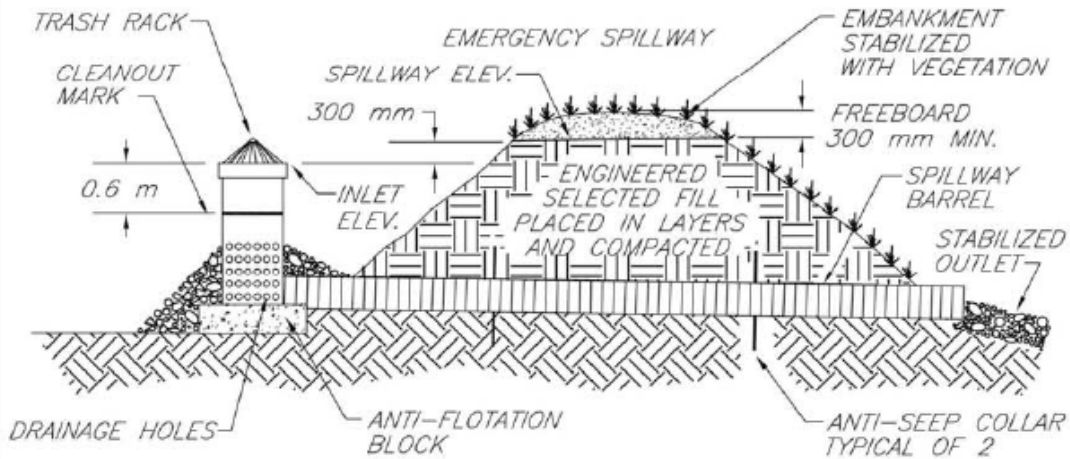 TRASH RACK
CLEANOUT
MARK
0.6 m
300 mm
SPILLWAY ELEV.
EMERGENCY SPILLWAY
EMBANKMENT
STABILIZED
WITH VEGETATION
FREEBOARD
300 mm MIN.
INLET
ELEV.
ENGINEERED
SELECTED FILL
PLACED IN LAYERS
AND COMPACTED
SPILLWAY
BARREL
STABILIZED
OUTLET
DRAINAGE HOLES
ANTI-FLOTATION
BLOCK
ANTI-SEEP COLLAR
TYPICAL OF 2